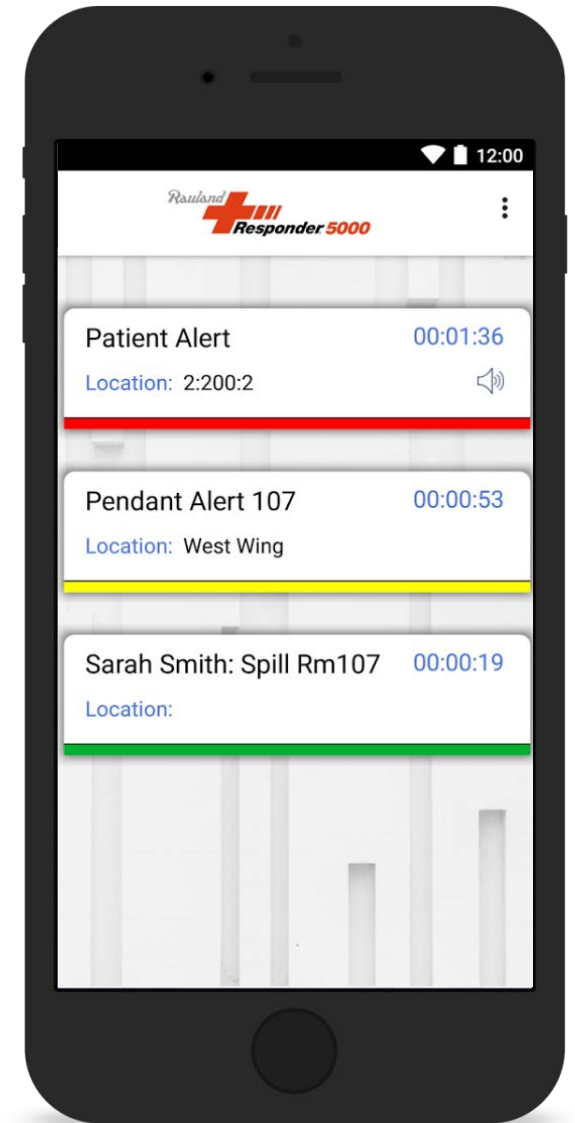 12:00
Rauland
Responder 5000
Patient Alert 00:01:36
Location: 2:200:2
Pendant Alert 107 00:00:53
Location: West Wing
Sarah Smith: Spill Rm107 00:00:19
Location: